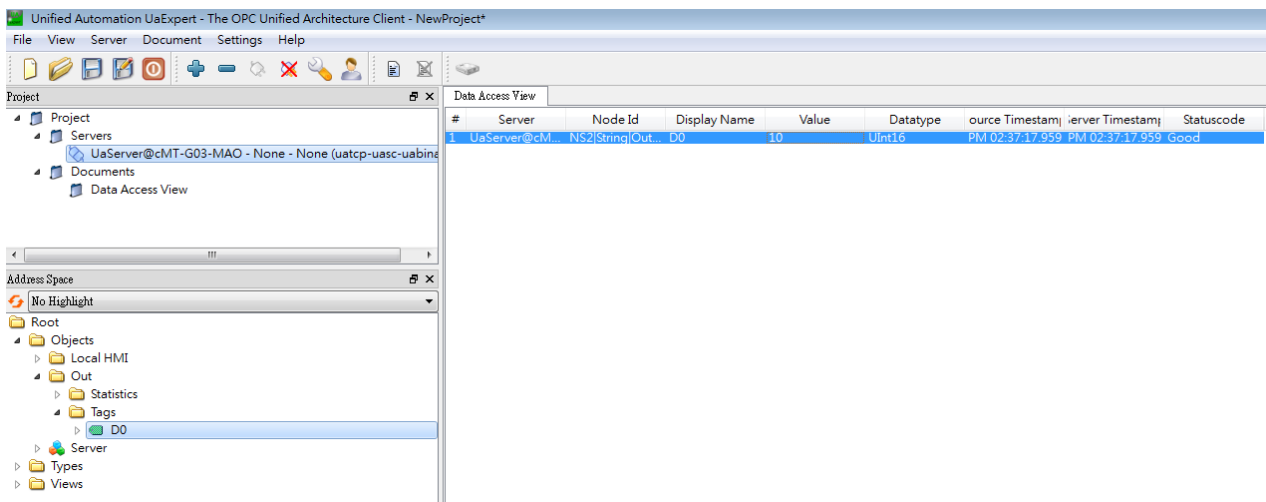 Unified Automation UaExpert - The OPC Unified Architecture Client - NewProject*
File View Server Document Settings Help
Project
Project
Servers
UaServer@cMT-G03-MAO - None - None (uatcp-uasc-uabina
Documents
Data Access View
Address Space
No Highlight
Root
Objects
Local HMI
Out
Statistics
Tags
D0
Server
Types
Views
Data Access View
# Server Node Id Display Name Value Datatype ource Timestamp Server Timestamp Statuscode
1 UaServer@cM... NS2|String|Out... D0 10 UInt16 PM 02:37:17.959 PM 02:37:17.959 Good